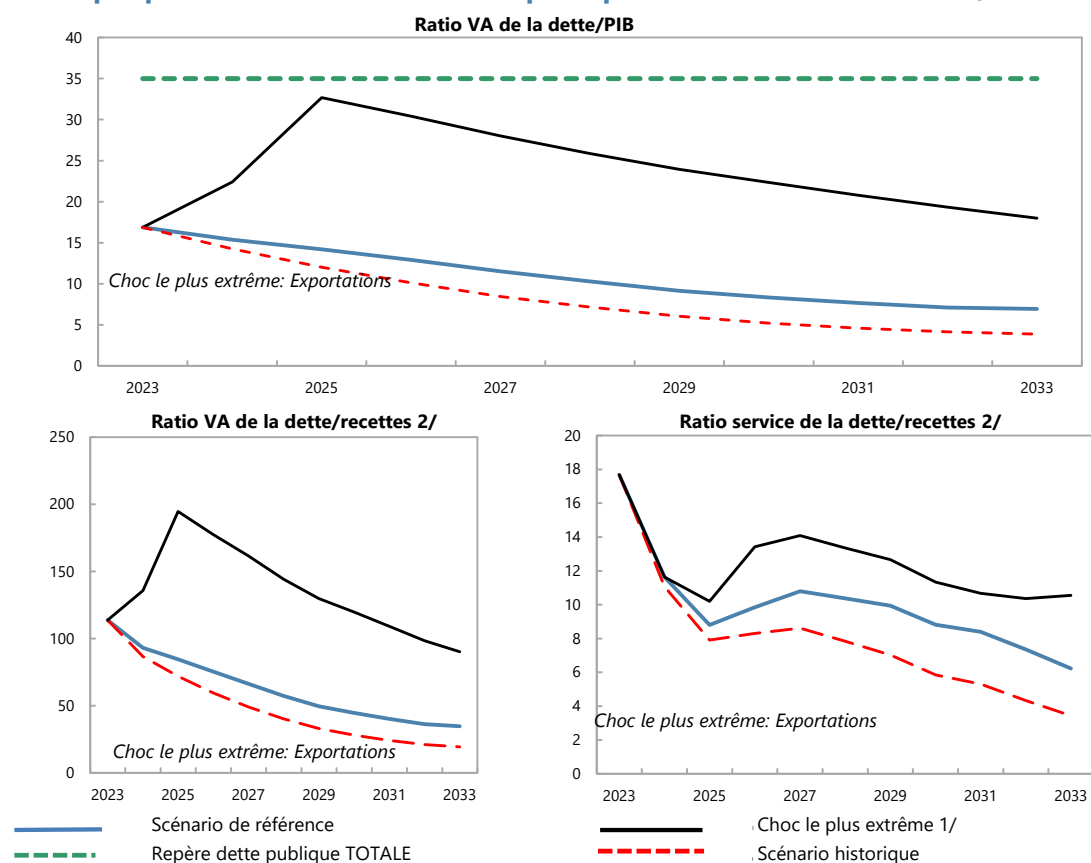 Ratio VA de la dette/PIB
40
35
30
25
20
15
10
5
0
Choc le plus extrême: Exportations
2023 2025 2027 2029 2031 2033
Ratio VA de la dette/recettes 2/
250
200
150
100
50
0
Choc le plus extrême: Exportations
2023 2025 2027 2029 2031 2033
Ratio service de la dette/recettes 2/
20
18
16
14
12
10
8
6
4
2
0
Choc le plus extrême: Exportations
2023 2025 2027 2029 2031 2033
Scénario de référence
Choc le plus extrême 1/
Repère dette publique TOTALE
Scénario historique